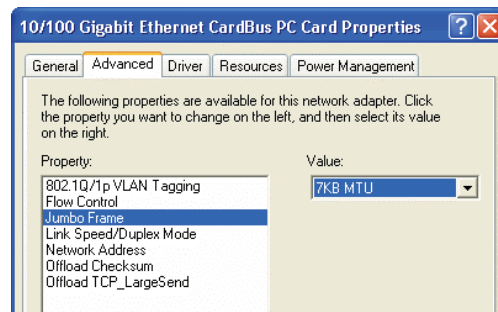 10/100 Gigabit Ethernet CardBus PC Card Properties
General Advanced Driver Resources Power Management
The following properties are available for this network adapter. Click
the property you want to change on the left, and then select its value
on the right.
Property:
Value:
802.1Q/1p VLAN Tagging
Flow Control
Jumbo Frame
Link Speed/Duplex Mode
Network Address
Offload Checksum
Offload TCP_LargeSend
7KB MTU